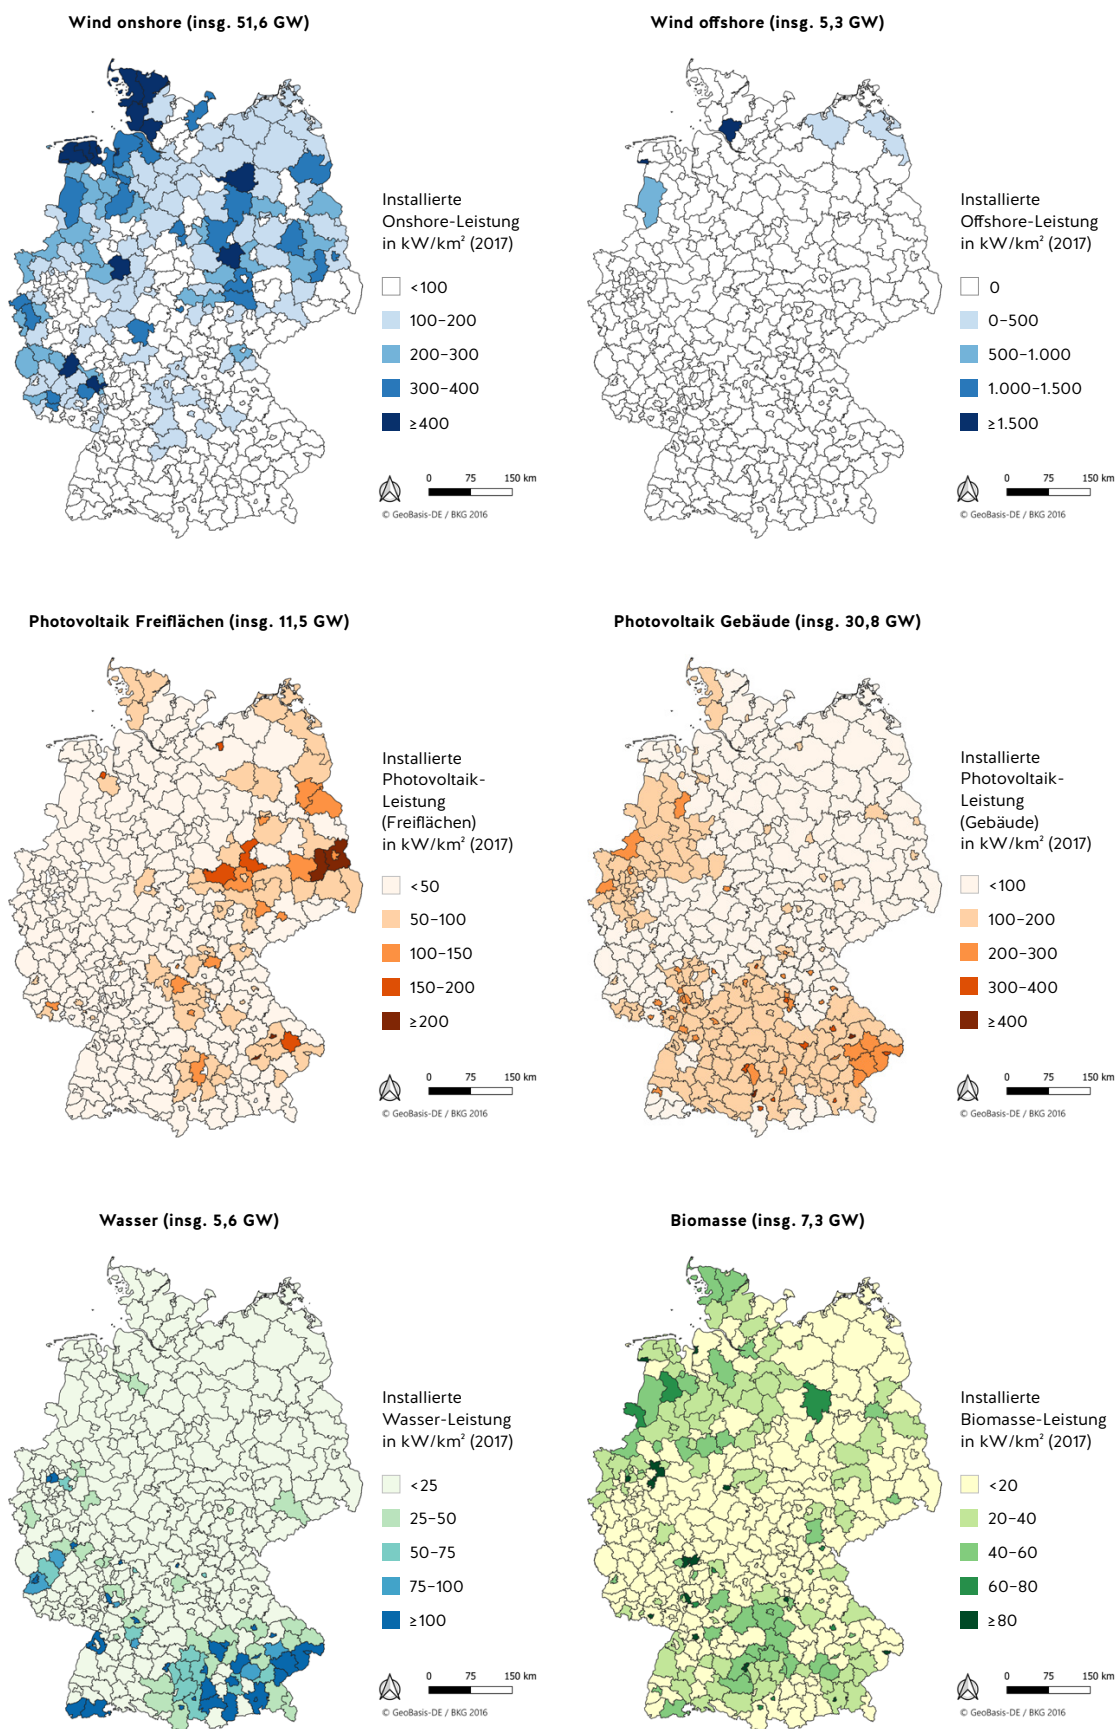 Wind onshore (insg. 51,6 GW)
Installierte
Onshore-Leistung
in kW/km² (2017)
<100
100–200
200–300
300–400
≥400
0 75 150 km
© GeoBasis-DE / BKG 2016
Wind offshore (insg. 5,3 GW)
Installierte
Offshore-Leistung
in kW/km² (2017)
0
0–500
500–1.000
1.000–1.500
≥1.500
0 75 150 km
© GeoBasis-DE / BKG 2016
Photovoltaik Freiflächen (insg. 11,5 GW)
Installierte
Photovoltaik-
Leistung
(Freiflächen)
in kW/km² (2017)
<50
50–100
100–150
150–200
≥200
0 75 150 km
© GeoBasis-DE / BKG 2016
Photovoltaik Gebäude (insg. 30,8 GW)
Installierte
Photovoltaik-
Leistung
(Gebäude)
in kW/km² (2017)
<100
100–200
200–300
300–400
≥400
0 75 150 km
© GeoBasis-DE / BKG 2016
Wasser (insg. 5,6 GW)
Installierte
Wasser-Leistung
in kW/km² (2017)
<25
25–50
50–75
75–100
≥100
0 75 150 km
© GeoBasis-DE / BKG 2016
Biomasse (insg. 7,3 GW)
Installierte
Biomasse-Leistung
in kW/km² (2017)
<20
20–40
40–60
60–80
≥80
0 75 150 km
© GeoBasis-DE / BKG 2016